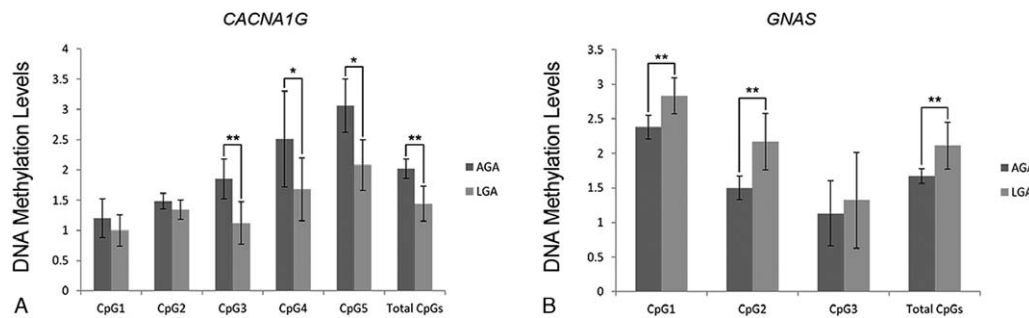 CACNA1G
DNA Methylation Levels
4
3.5
3
2.5
2
1.5
1
0.5
0
*
*
**
**
CpG1 CpG2 CpG3 CpG4 CpG5 Total CpGs
AGA
LGA
A
GNAS
DNA Methylation Levels
3.5
3
2.5
2
1.5
1
0.5
0
**
**
**
CpG1 CpG2 CpG3 Total CpGs
AGA
LGA
B